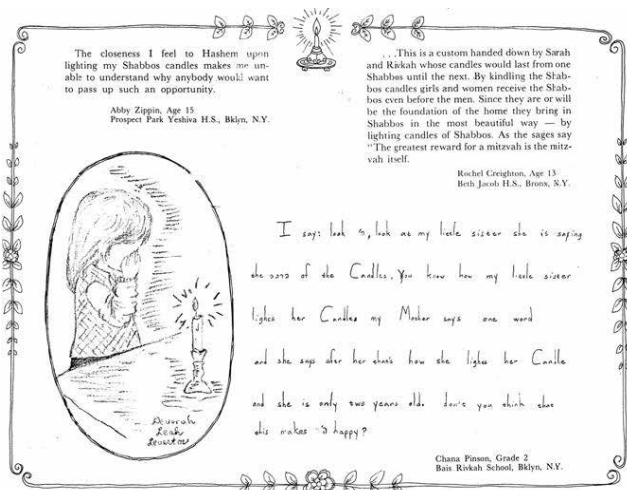 The closeness I feel to Hashem upon
lighting my Shabbos candles makes me un-
able to understand why anybody would want
to pass up such an opportunity.
Abby Zippin, Age 15
Prospect Park Yeshiva H.S., Bklyn, N.Y.
. . .This is a custom handed down by Sarah
and Rivkah whose candles would last from one
Shabbos until the next. By kindling the Shab-
bos candles girls and women receive the Shab-
bos even before the men. Since they are or will
be the foundation of the home they bring in
Shabbos in the most beautiful way — by
lighting candles of Shabbos. As the sages say
"The greatest reward for a mitzvah is the mitz-
vah itself.
Rochel Creighton, Age 13
Beth Jacob H.S., Bronx, N.Y.
I say: look 'ה, look at my little sister she is saying
the ברכה of the Candles. You know how my little sister
lights her Candles my Mother says one word
and she says after her that's how she lights her Candle
and she is only two years old. don't you think that
this makes 'ה happy?
Chana Pinson, Grade 2
Bais Rivkah School, Bklyn, N.Y.
Devorah
Leah